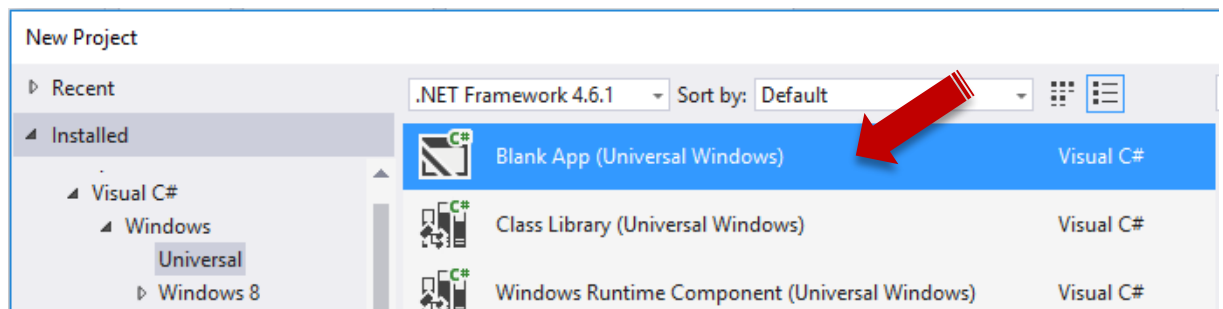 New Project
Recent
.NET Framework 4.6.1 Sort by: Default
Installed
C#
Blank App (Universal Windows) Visual C#
Visual C#
Windows
C#
Class Library (Universal Windows) Visual C#
Universal
Windows 8
C#
Windows Runtime Component (Universal Windows) Visual C#